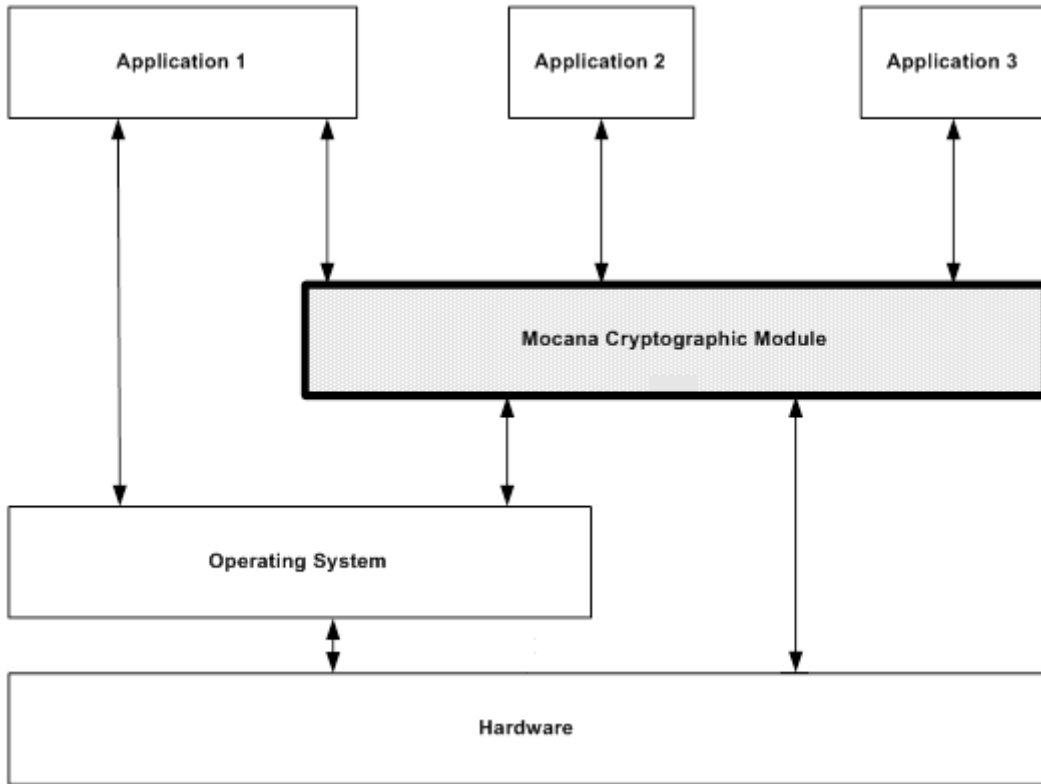 Application 1
Application 2
Application 3
Mocana Cryptographic Module
Operating System
Hardware